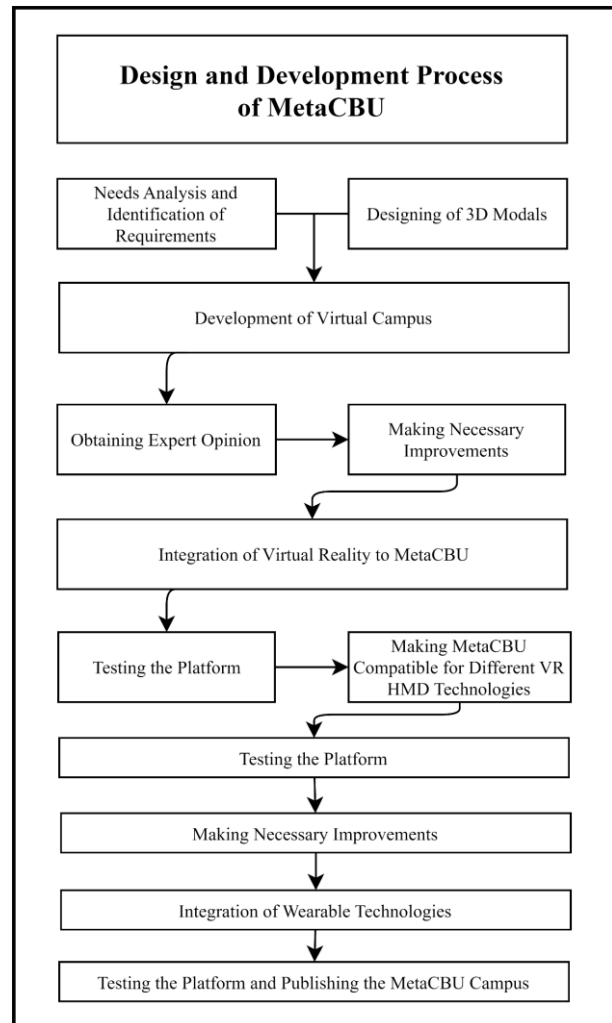 Design and Development Process
of MetaCBU
Needs Analysis and
Identification of
Requirements
Designing of 3D Modals
Development of Virtual Campus
Obtaining Expert Opinion
Making Necessary
Improvements
Integration of Virtual Reality to MetaCBU
Testing the Platform
Making MetaCBU
Compatible for Different VR
HMD Technologies
Testing the Platform
Making Necessary Improvements
Integration of Wearable Technologies
Testing the Platform and Publishing the MetaCBU Campus